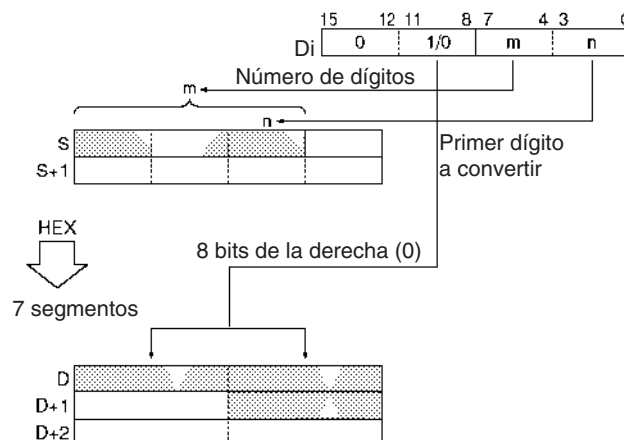 15 12 11 8 7 4 3 0
Di 0 1/0 m n
Número de dígitos
m
n
S
S+1
Primer dígito
a convertir
HEX
8 bits de la derecha (0)
7 segmentos
D
D+1
D+2